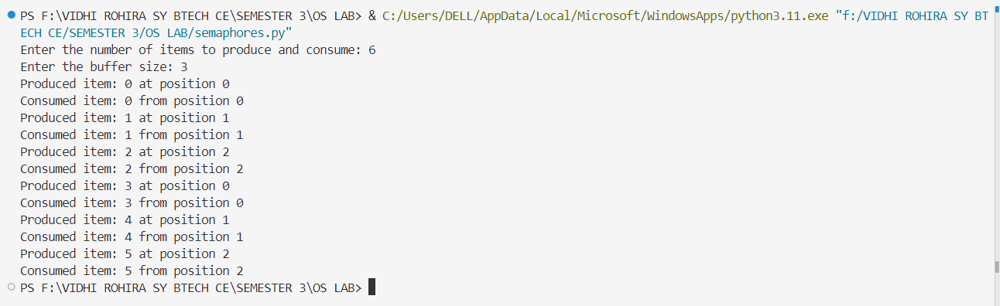 PS F:\VIDHI ROHIRA SY BTECH CE\SEMESTER 3\OS LAB> & C:/Users/DELL/AppData/Local/Microsoft/WindowsApps/python3.11.exe "f:/VIDHI ROHIRA SY BT
ECH CE/SEMESTER 3/OS LAB/semaphores.py"
Enter the number of items to produce and consume: 6
Enter the buffer size: 3
Produced item: 0 at position 0
Consumed item: 0 from position 0
Produced item: 1 at position 1
Consumed item: 1 from position 1
Produced item: 2 at position 2
Consumed item: 2 from position 2
Produced item: 3 at position 0
Consumed item: 3 from position 0
Produced item: 4 at position 1
Consumed item: 4 from position 1
Produced item: 5 at position 2
Consumed item: 5 from position 2
PS F:\VIDHI ROHIRA SY BTECH CE\SEMESTER 3\OS LAB>